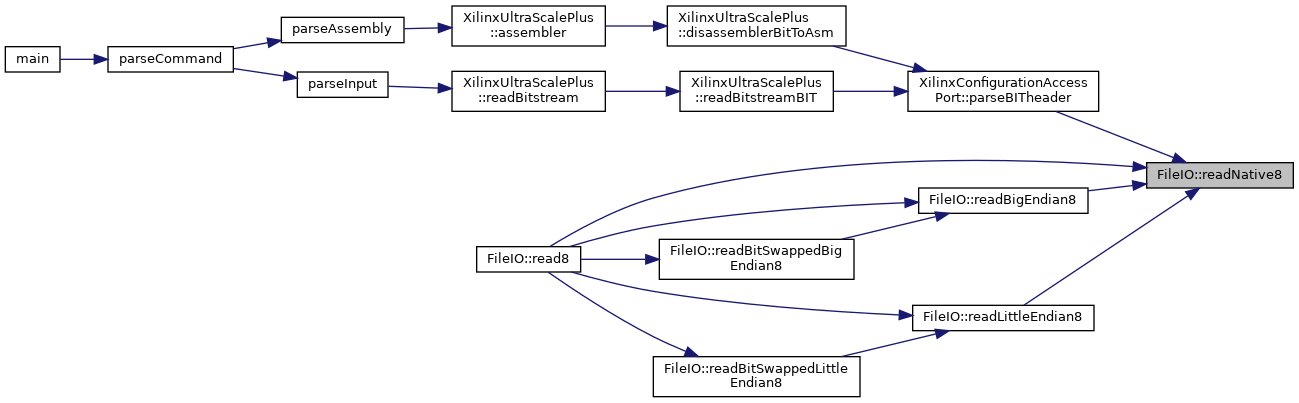 main
parseCommand
parseAssembly
parseInput
XilinxUltraScalePlus
::assembler
XilinxUltraScalePlus
::readBitstream
XilinxUltraScalePlus
::disassemblerBitToAsm
XilinxUltraScalePlus
::readBitstreamBIT
XilinxConfigurationAccess
Port::parseBITheader
FileIO::readNative8
FileIO::readBigEndian8
FileIO::read8
FileIO::readBitSwappedBig
Endian8
FileIO::readLittleEndian8
FileIO::readBitSwappedLittle
Endian8